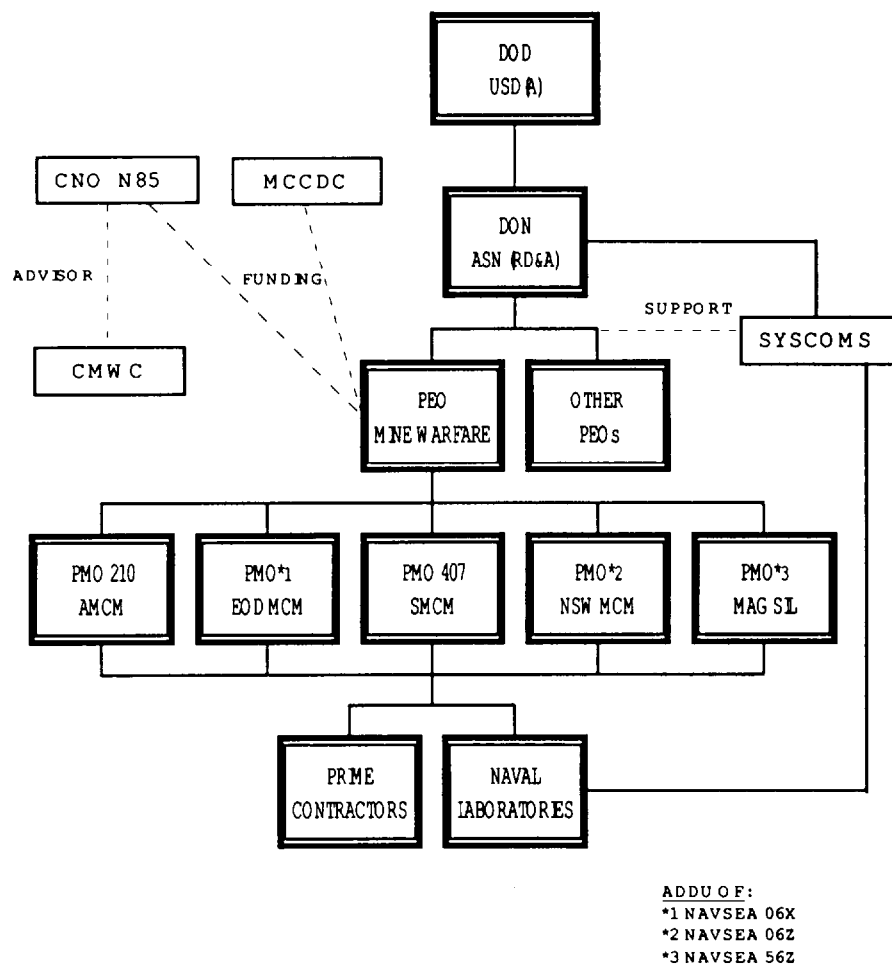 DOD
USD(A)
CNO N85
MCCDC
DON
ASN (RD&A)
ADVISOR
FUNDING
SUPPORT
SYSCOMS
CMWC
PEO
MINE WARFARE
OTHER
PEOs
PMO 210
AMCM
PMO*1
EOD MCM
PMO 407
SMCM
PMO*2
NSW MCM
PMO*3
MAG SIL
PRIME
CONTRACTORS
NAVAL
LABORATORIES
ADDU OF:
*1 NAVSEA 06X
*2 NAVSEA 06Z
*3 NAVSEA 56Z